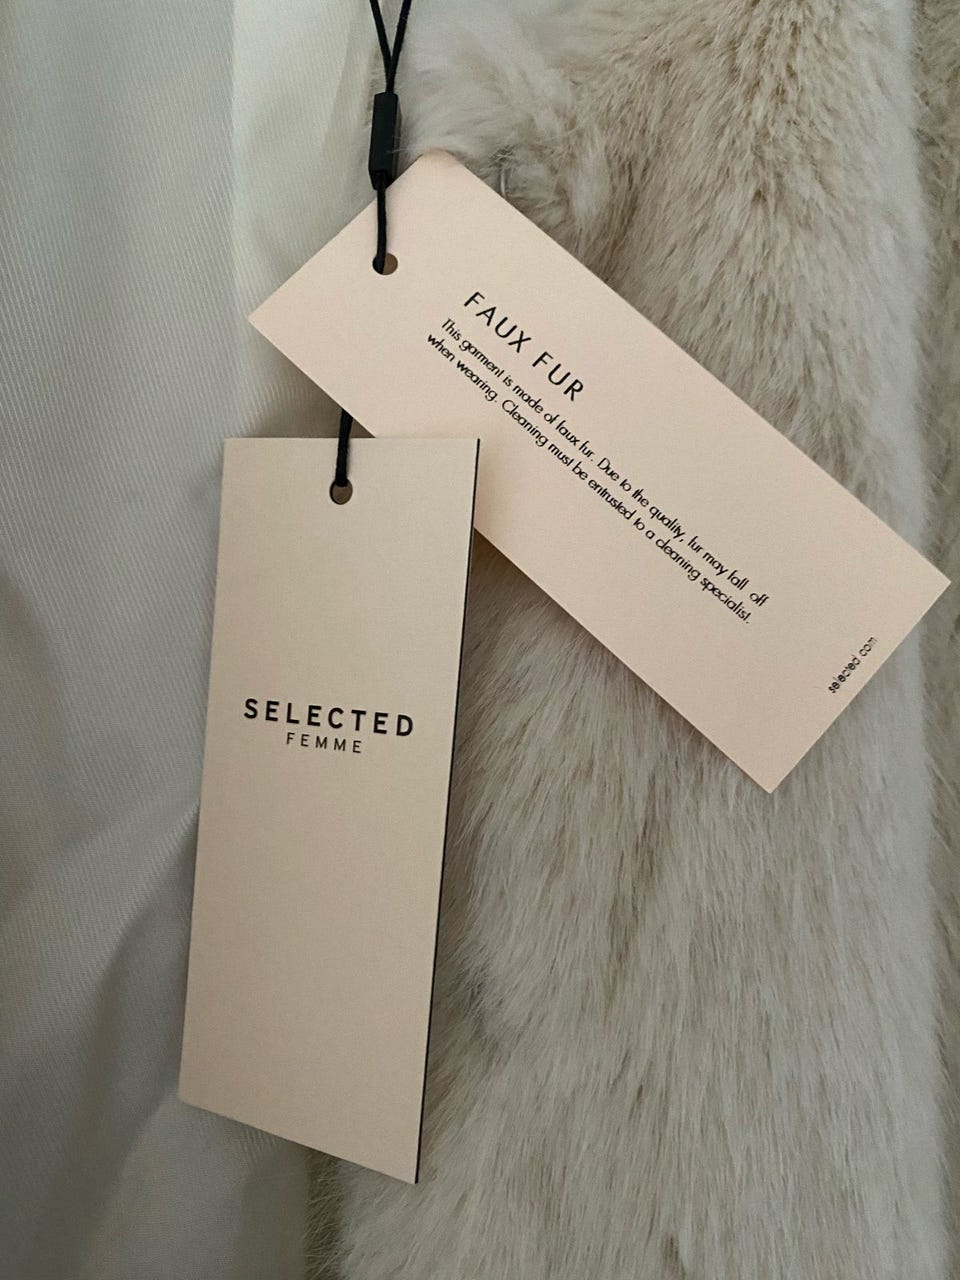 FAUX FUR
This garment is made of faux fur. Due to the quality, fur may fall off
when wearing. Cleaning must be entrusted to a cleaning specialist.
selected.com
SELECTED
FEMME